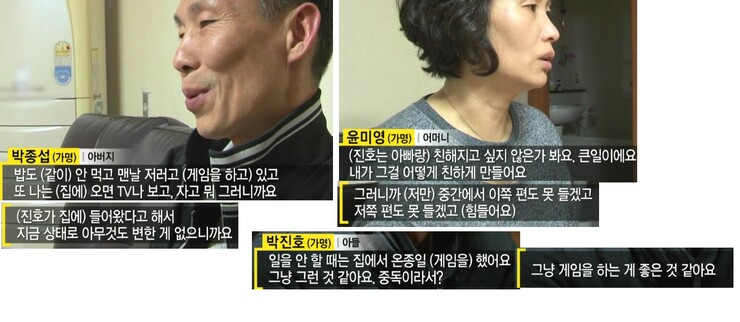 박종섭(가명) 아버지
밥도 (같이) 안 먹고 맨날 저러고 (게임을 하고) 있고
또 나는 (집에) 오면 TV나 보고, 자고 뭐 그러니까요
(진호가 집에) 들어왔다고 해서
지금 상태로 아무것도 변한 게 없으니까요
윤미영(가명) 어머니
(진호는 아빠랑) 친해지고 싶지 않은가 봐요, 큰일이에요
내가 그걸 어떻게 친하게 만들어요
그러니까 (저만) 중간에서 이쪽 편도 못 들겠고
저쪽 편도 못 들겠고 (힘들어요)
박진호(가명) 아들
일을 안 할 때는 집에서 온종일 (게임을) 했어요
그냥 그런 것 같아요. 중독이라서?
그냥 게임을 하는 게 좋은 것 같아요